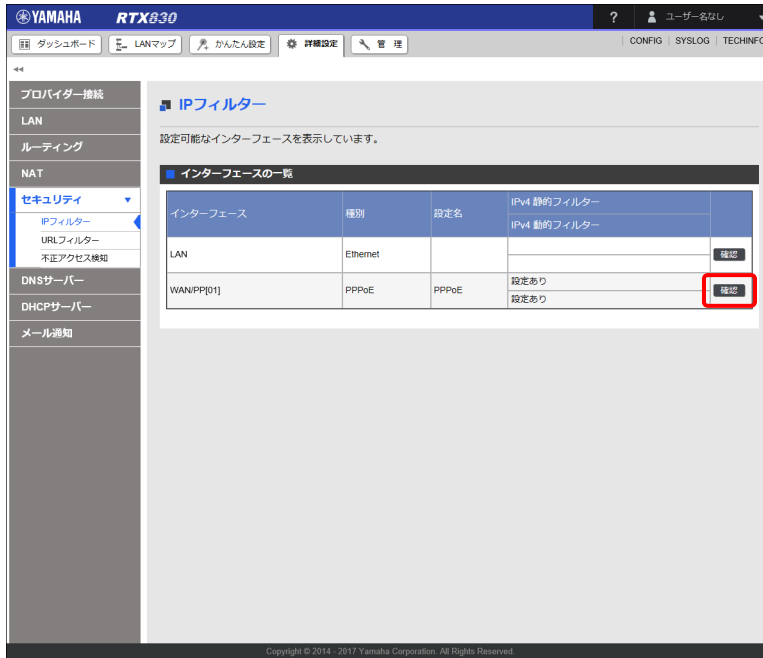 YAMAHA RTX830 ? ユーザー名なし
ダッシュボード LANマップ かんたん設定 詳細設定 管 理 CONFIG SYSLOG TECHINFO
プロバイダー接続
LAN
ルーティング
NAT
セキュリティ
IPフィルター
URLフィルター
不正アクセス検知
DNSサーバー
DHCPサーバー
メール通知
IPフィルター
設定可能なインターフェースを表示しています。
インターフェースの一覧
インターフェース 種別 設定名 IPv4 静的フィルター
IPv4 動的フィルター
LAN Ethernet 確認
WAN/PP[01] PPPoE PPPoE 設定あり 確認
設定あり
Copyright © 2014 - 2017 Yamaha Corporation. All Rights Reserved.